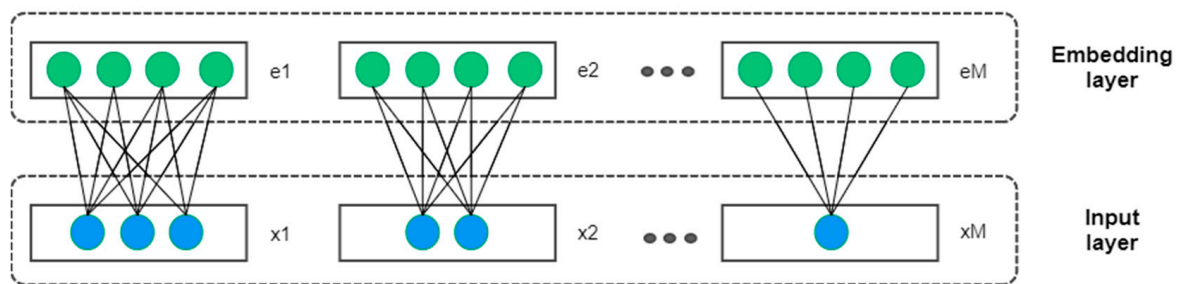 e1
e2
eM
Embedding
layer
x1
x2
xM
Input
layer